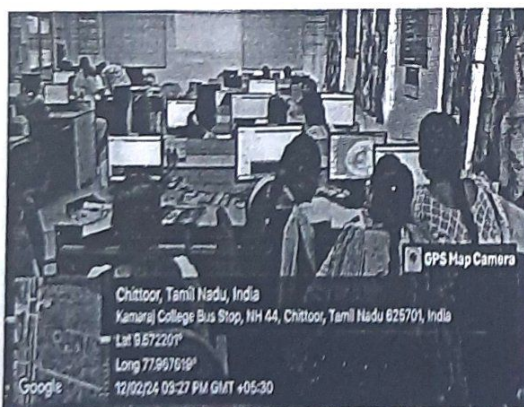 GPS Map Camera
Chittoor, Tamil Nadu, India
Kamaraj College Bus Stop, NH 44, Chittoor, Tamil Nadu 625701, India
Lat 9.572201°
Long 77.967619°
Google
12/02/24 03:27 PM GMT +05:30